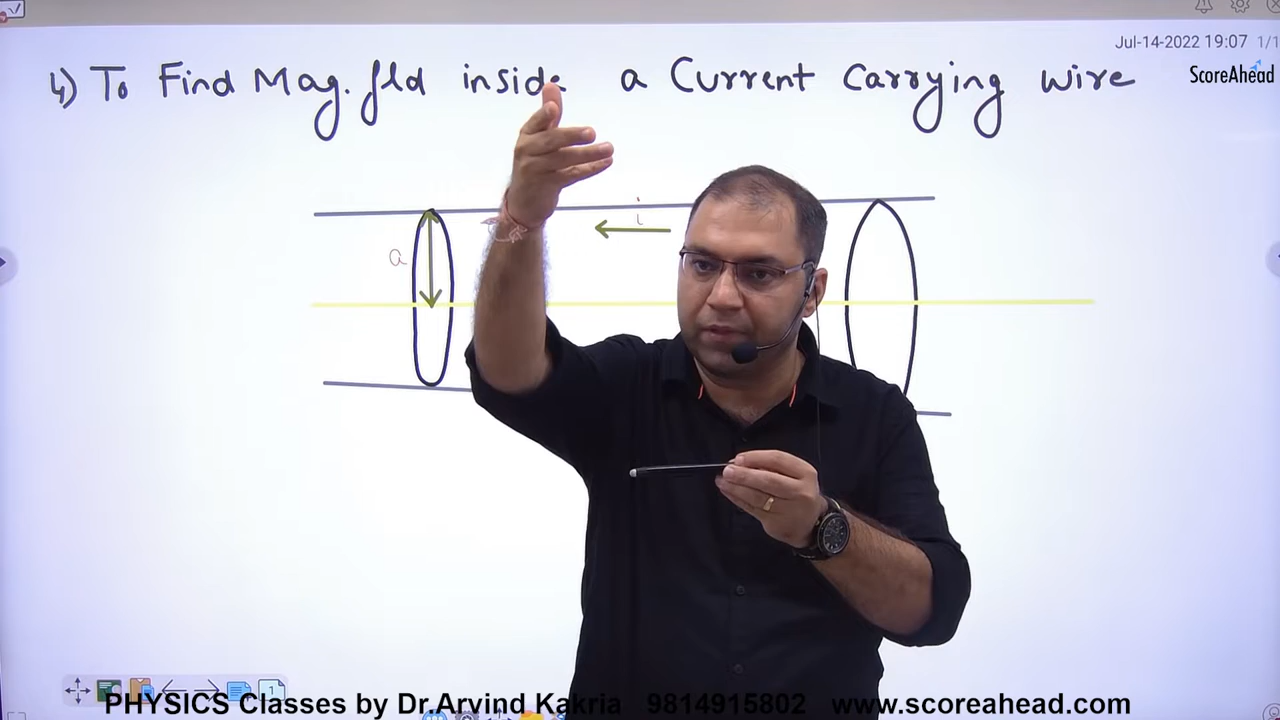 Jul-14-2022 19:07 1/1
ScoreAhead
4) To Find Mag. fld inside a Current Carrying wire
i
a
1
PHYSICS Classes by Dr.Arvind Kakria 9814915802 www.scoreahead.com